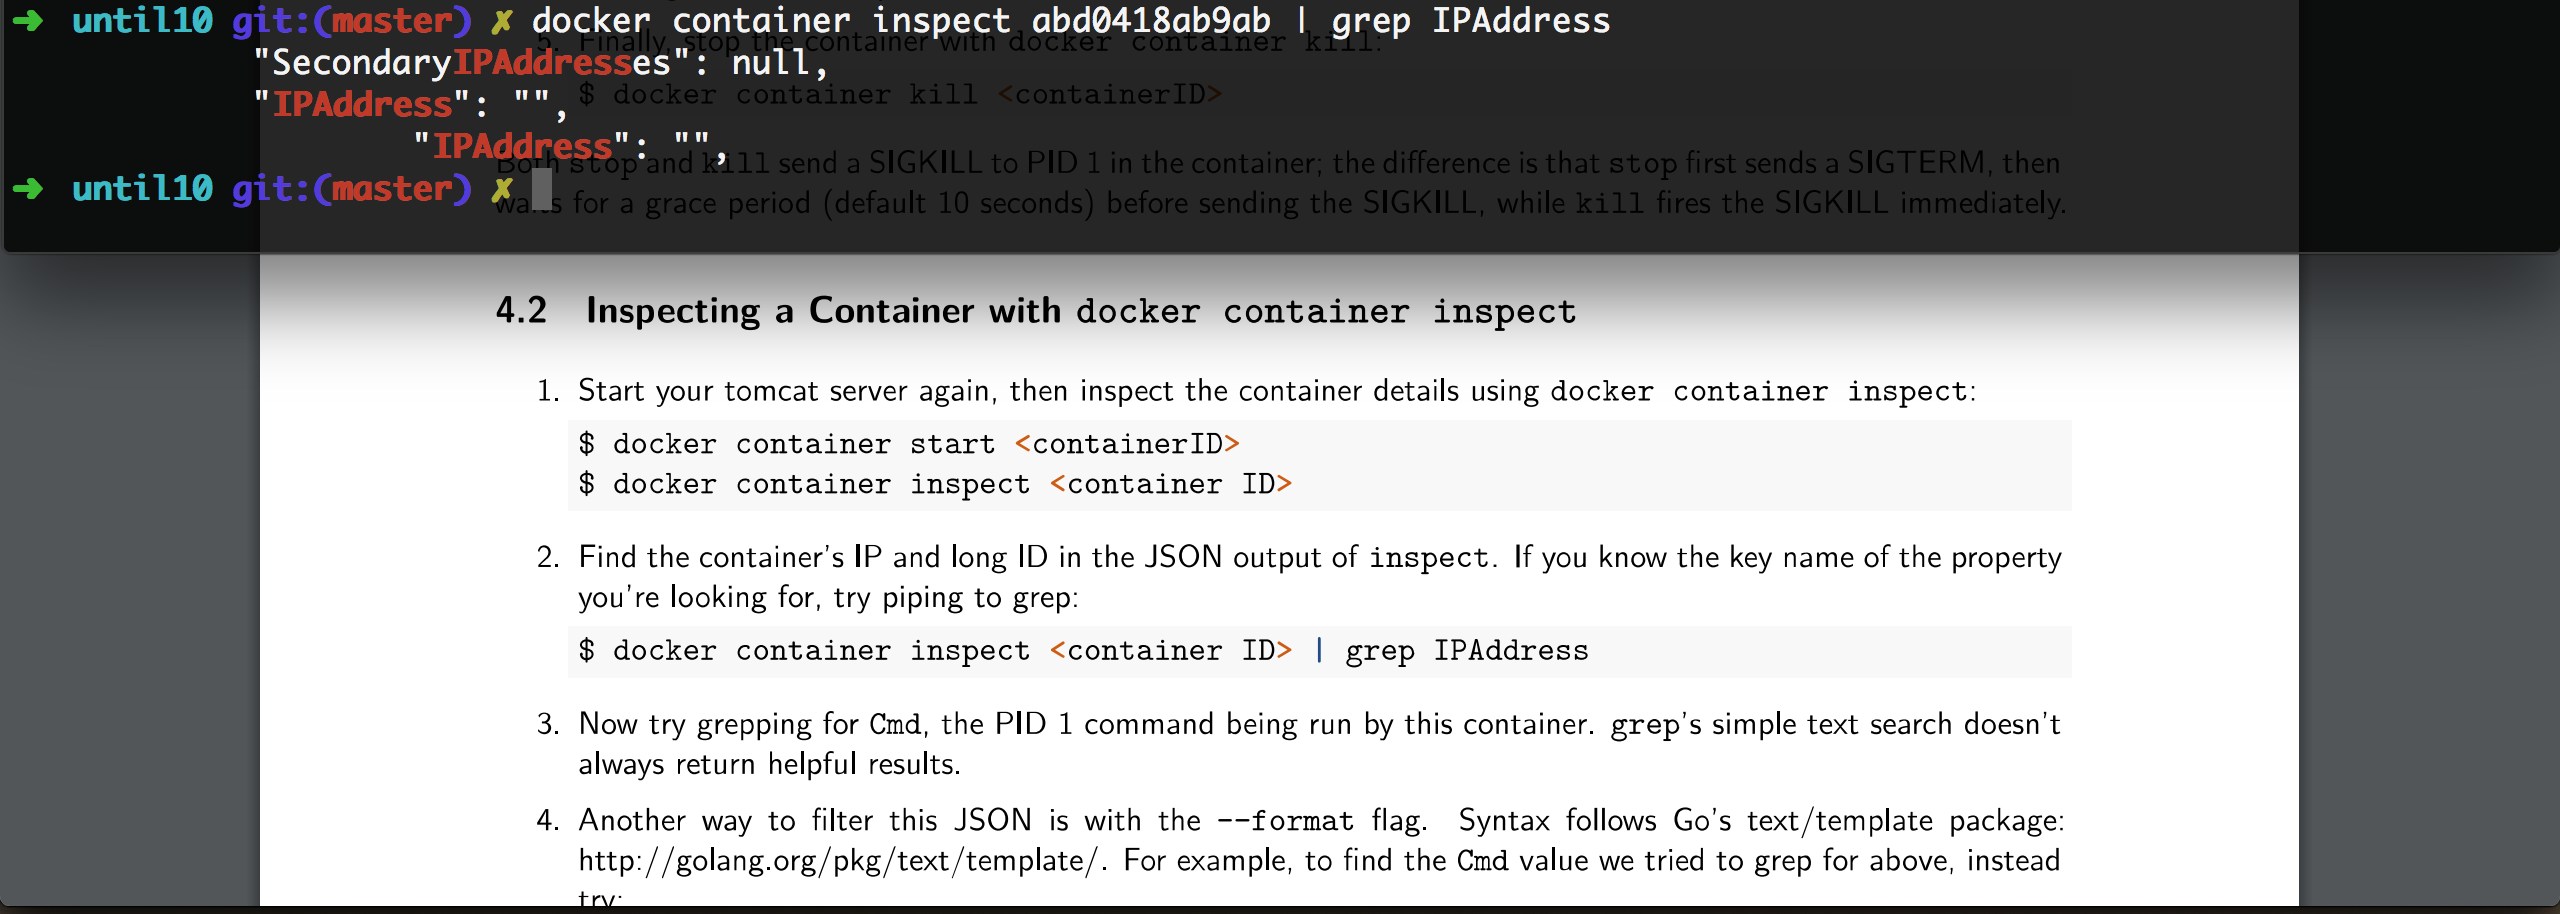 ➜ until10 git:(master) ✗ docker container inspect abd0418ab9ab | grep IPAddress
5. Finally, stop the container with docker container kill:
"SecondaryIPAddresses": null,
"IPAddress": "",
$ docker container kill <containerID>
"IPAddress": "",
Both stop and kill send a SIGKILL to PID 1 in the container; the difference is that stop first sends a SIGTERM, then
➜ until10 git:(master) ✗
waits for a grace period (default 10 seconds) before sending the SIGKILL, while kill fires the SIGKILL immediately.
4.2 Inspecting a Container with docker container inspect
1. Start your tomcat server again, then inspect the container details using docker container inspect:
$ docker container start <containerID>
$ docker container inspect <container ID>
2. Find the container's IP and long ID in the JSON output of inspect. If you know the key name of the property
you're looking for, try piping to grep:
$ docker container inspect <container ID> | grep IPAddress
3. Now try grepping for Cmd, the PID 1 command being run by this container. grep's simple text search doesn't
always return helpful results.
4. Another way to filter this JSON is with the --format flag. Syntax follows Go's text/template package:
http://golang.org/pkg/text/template/. For example, to find the Cmd value we tried to grep for above, instead
try: